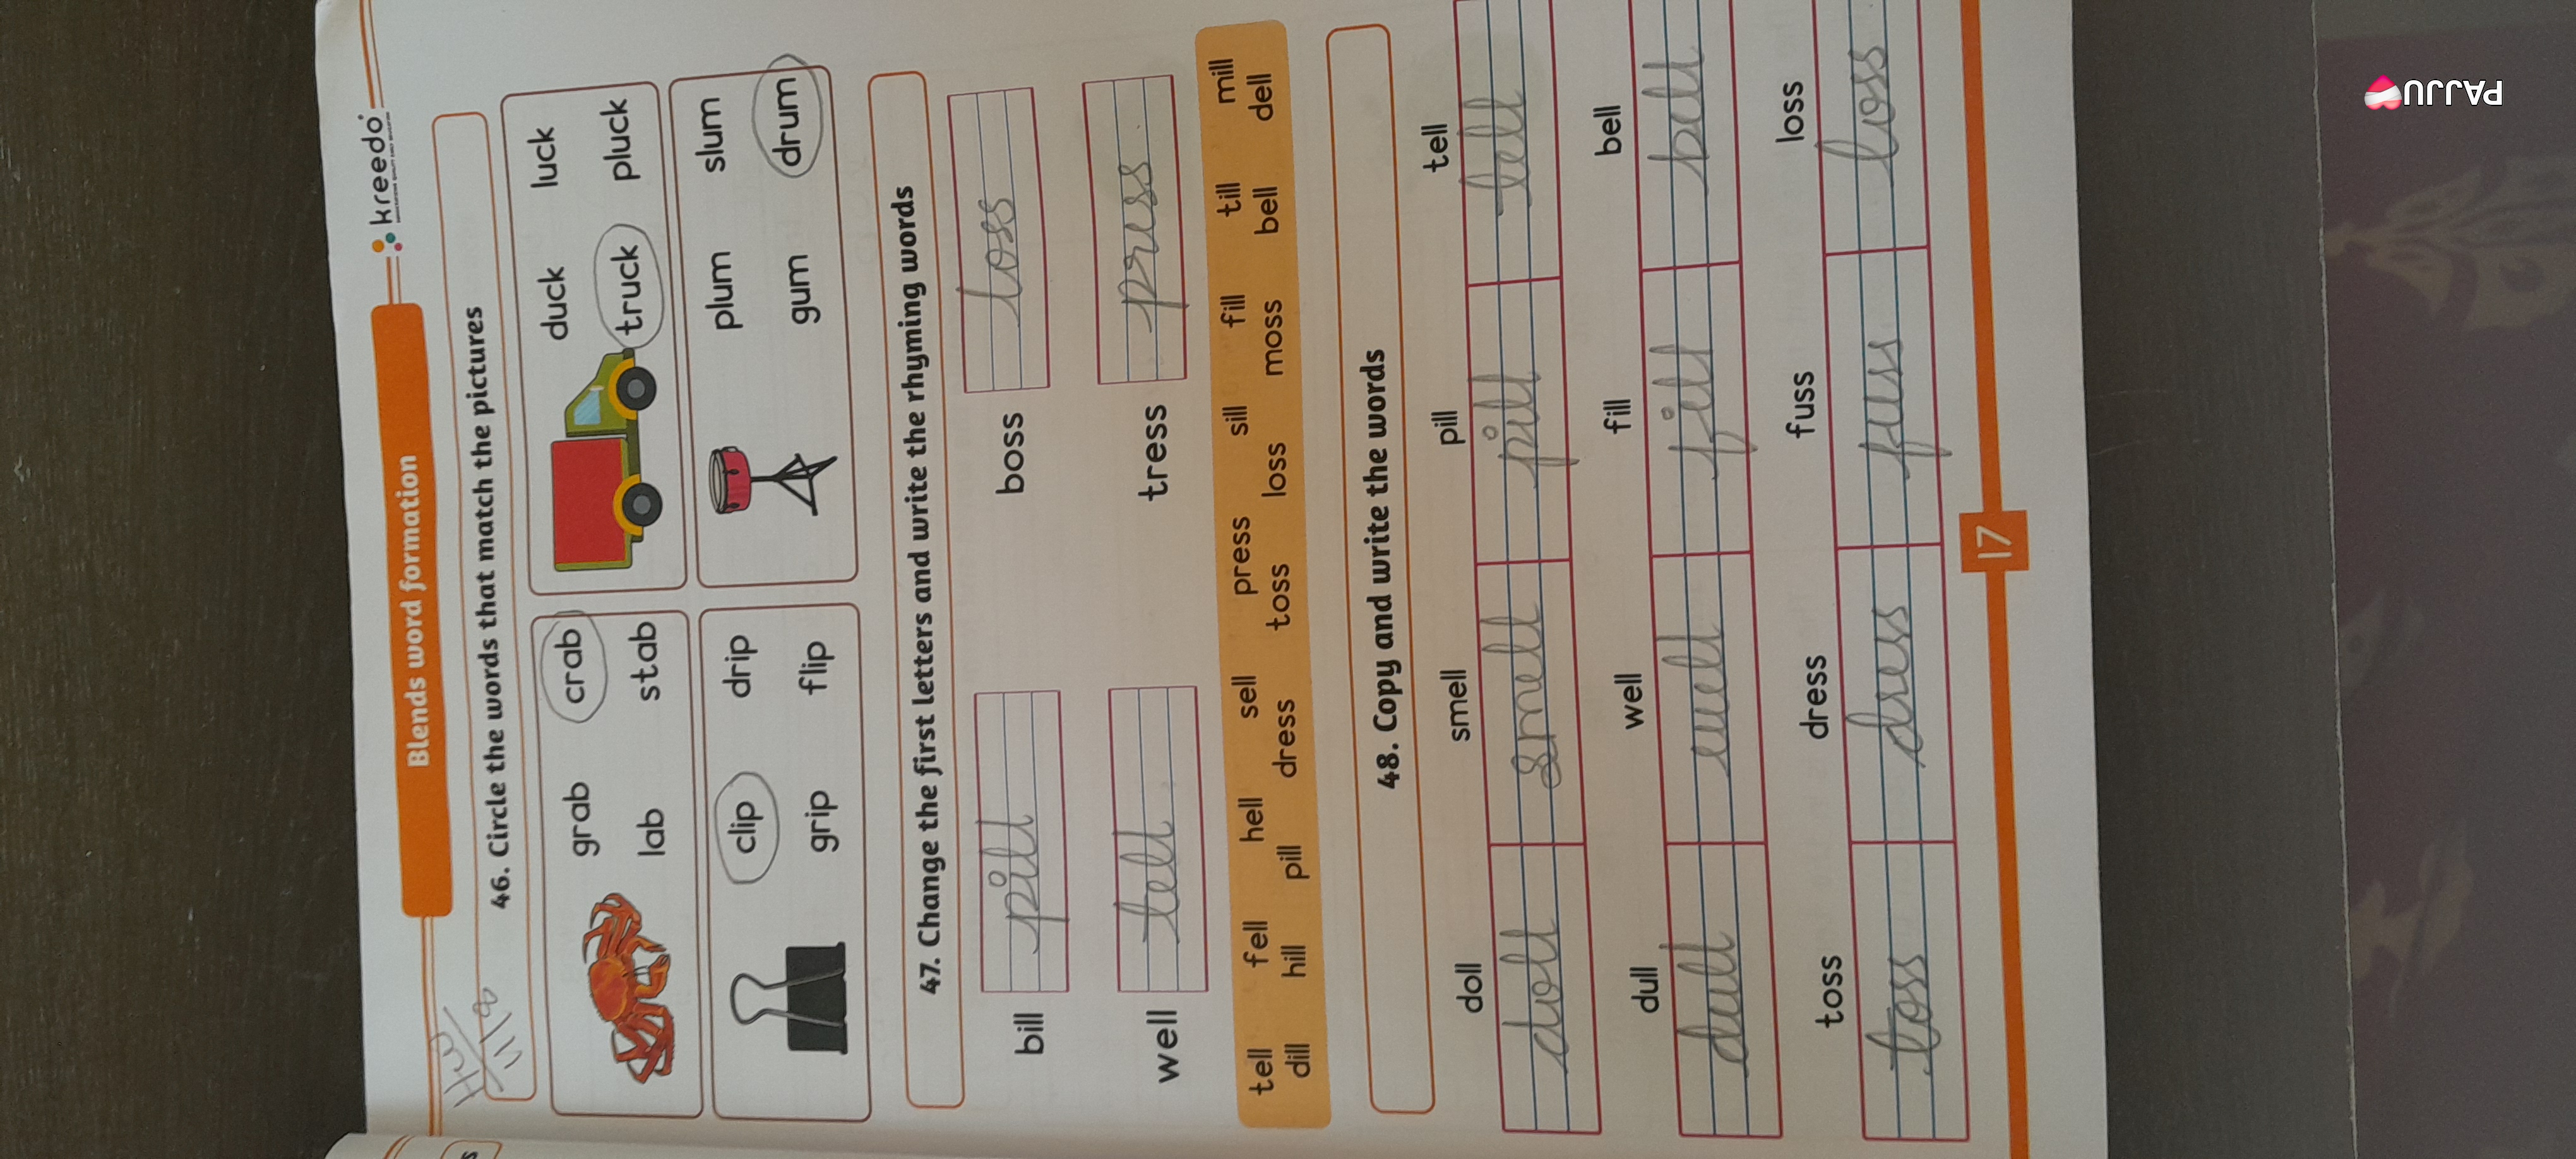 kreedo
Blends word formation
HW
11/8
46. Circle the words that match the pictures
grab crab duck luck
lab stab truck pluck
clip drip plum slum
grip flip gum drum
47. Change the first letters and write the rhyming words
bill pill boss loss
well tell tress press
tell fell hell sell press sill fill till mill
dill hill pill dress toss loss moss bell dell
48. Copy and write the words
doll smell pill tell
doll smell pill tell
dull well fill bell
dull well fill bell
toss dress fuss loss
toss dress fuss loss
17
PAJJU